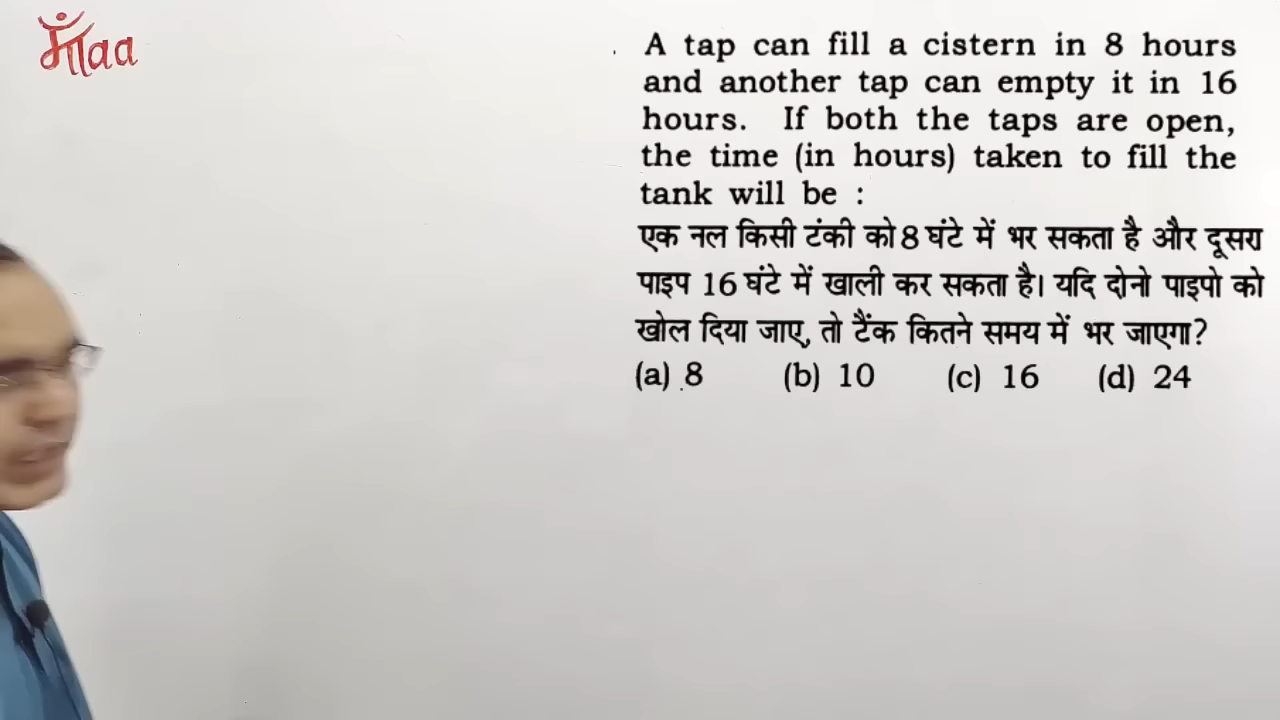 माँaa
A tap can fill a cistern in 8 hours
and another tap can empty it in 16
hours. If both the taps are open,
the time (in hours) taken to fill the
tank will be :
एक नल किसी टंकी को 8 घंटे में भर सकता है और दूसरा
पाइप 16 घंटे में खाली कर सकता है। यदि दोनो पाइपो को
खोल दिया जाए, तो टैंक कितने समय में भर जाएगा?
(a) 8 (b) 10 (c) 16 (d) 24